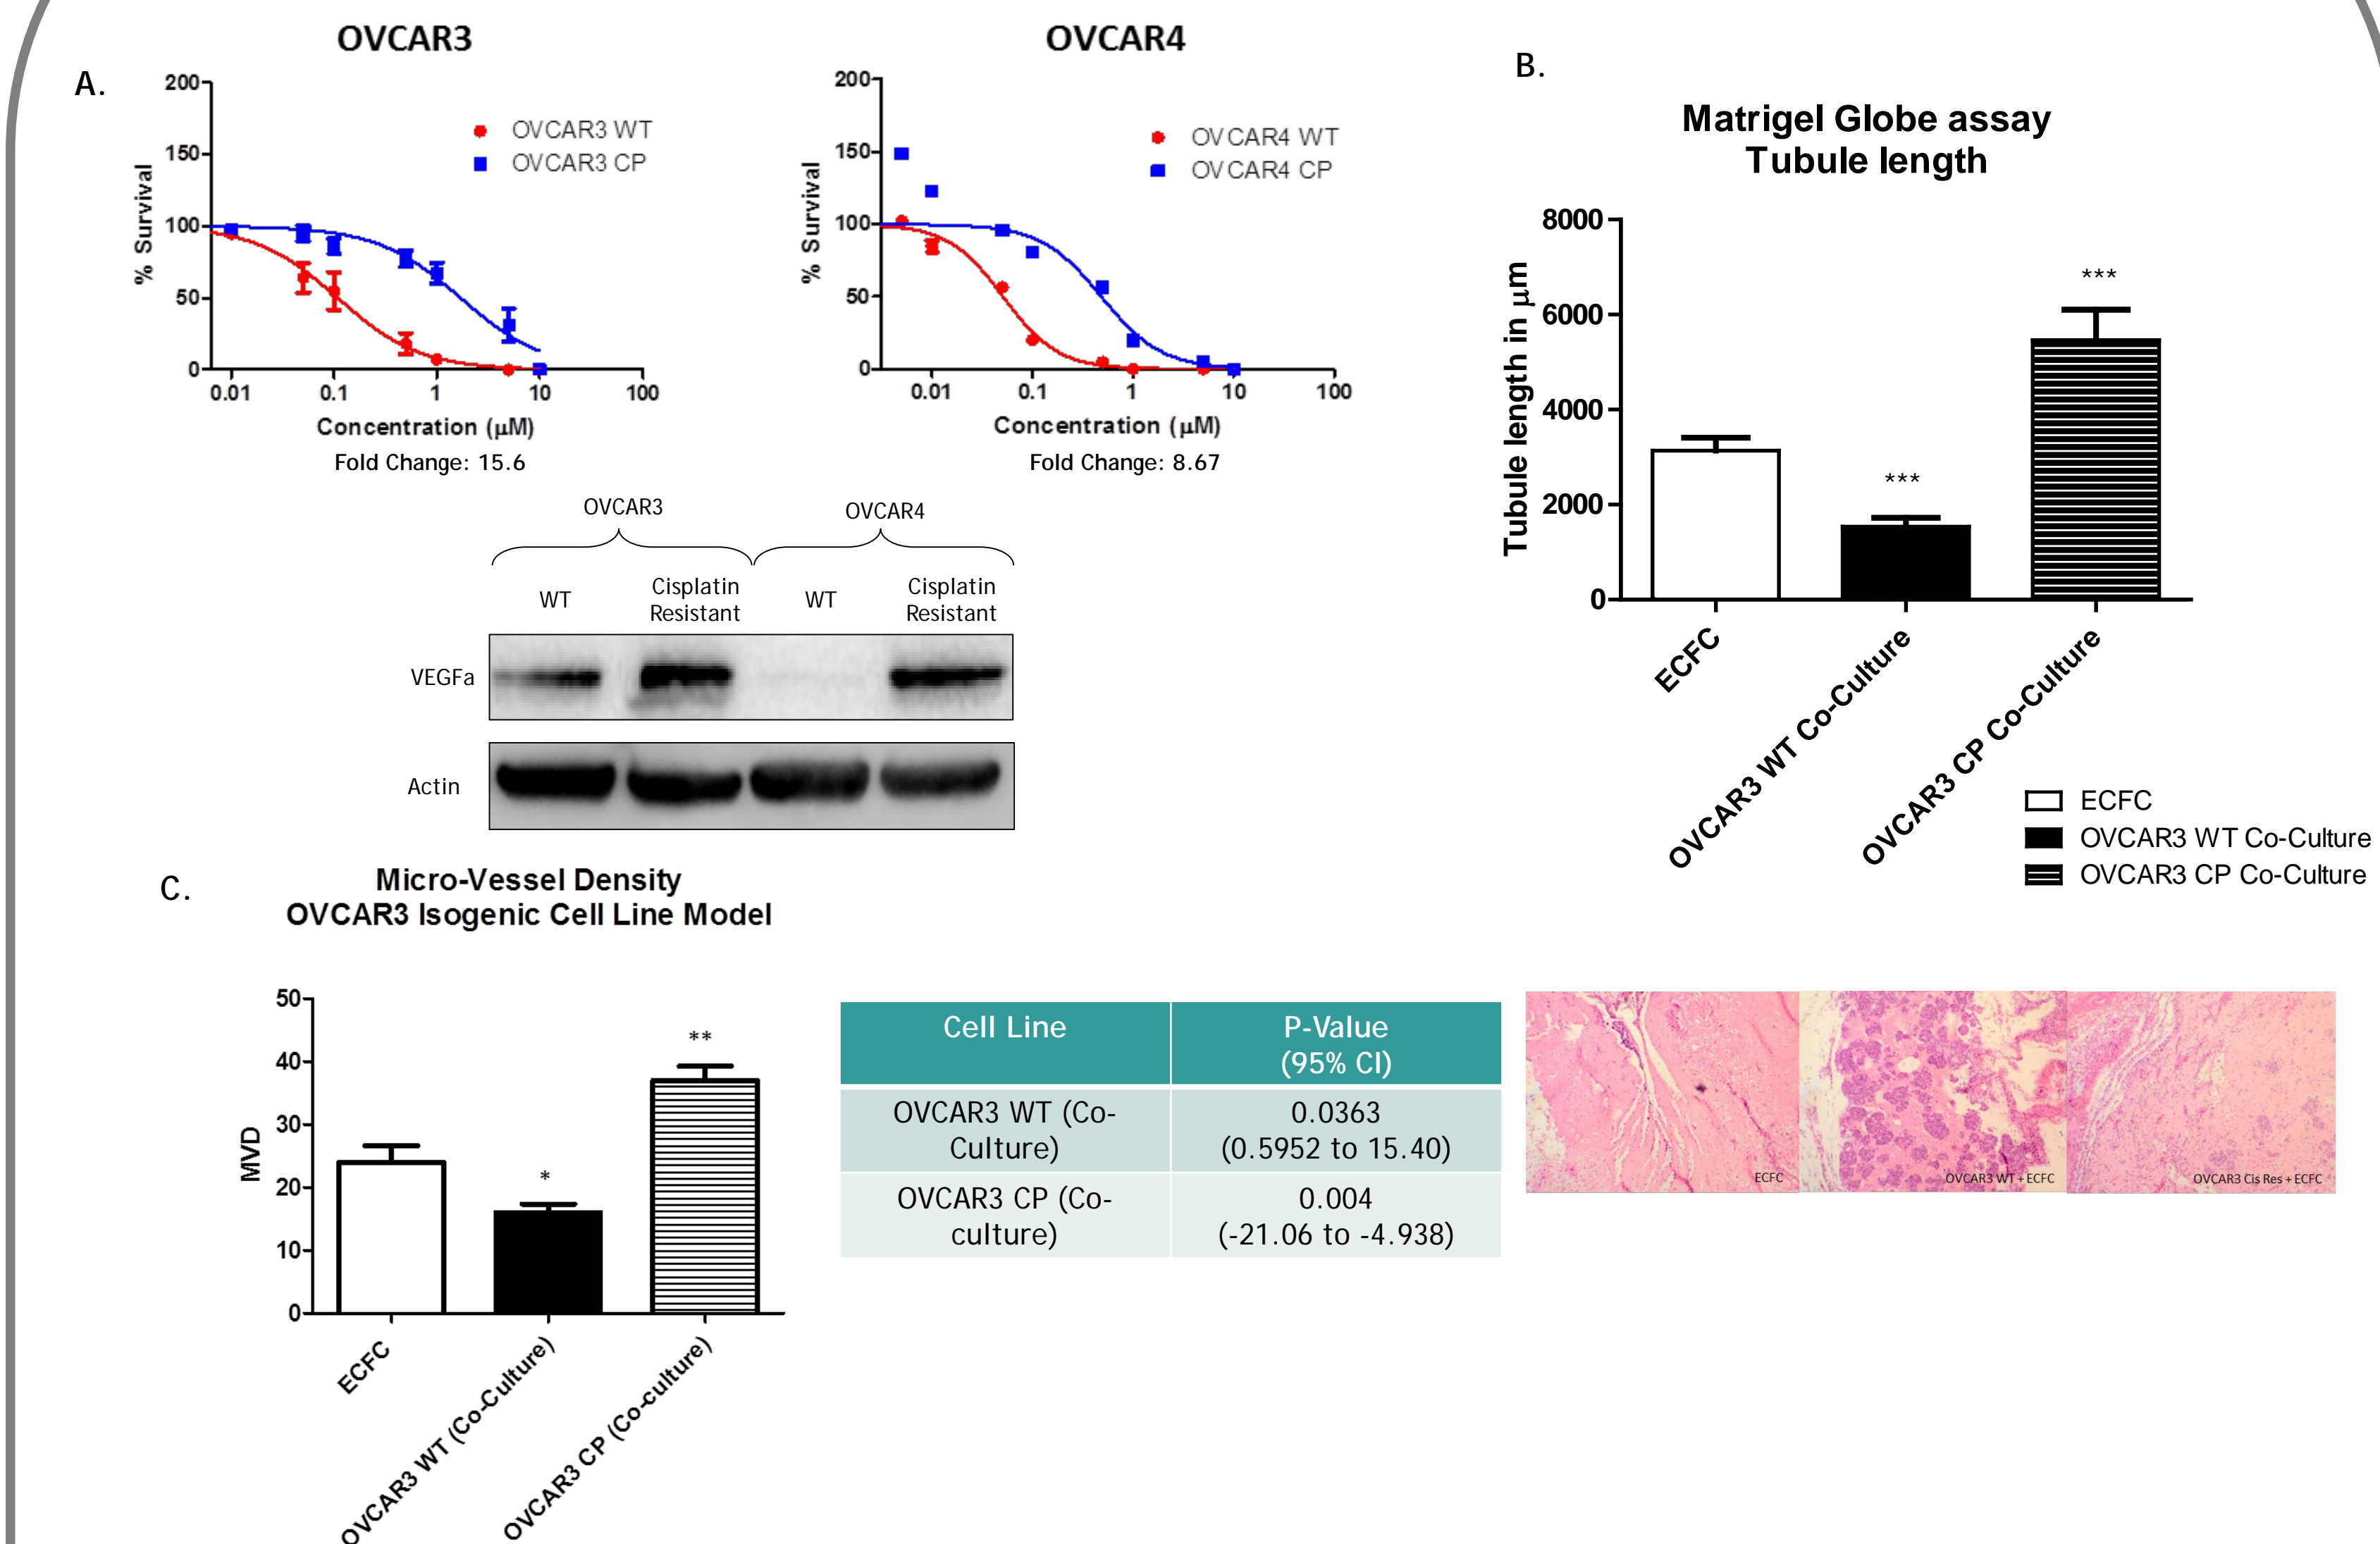 A.
OVCAR3
200
150
100
50
0
% Survival
OVCAR3 WT
OVCAR3 CP
0.01 0.1 1 10 100
Concentration (μM)
Fold Change: 15.6
OVCAR4
200
150
100
50
0
% Survival
OVCAR4 WT
OVCAR4 CP
0.01 0.1 1 10 100
Concentration (μM)
Fold Change: 8.67
OVCAR3 OVCAR4
WT Cisplatin Resistant WT Cisplatin Resistant
VEGFa
Actin
B.
Matrigel Globe assay
Tubule length
8000
6000
4000
2000
0
Tubule length in μm
***
***
ECFC
OVCAR3 WT Co-Culture
OVCAR3 CP Co-Culture
ECFC
OVCAR3 WT Co-Culture
OVCAR3 CP Co-Culture
C.
Micro-Vessel Density
OVCAR3 Isogenic Cell Line Model
50
40
30
20
10
0
MVD
*
**
ECFC
OVCAR3 WT (Co-Culture)
OVCAR3 CP (Co-culture)
Cell Line P-Value
(95% CI)
OVCAR3 WT (Co-
Culture)
0.0363
(0.5952 to 15.40)
OVCAR3 CP (Co-
culture)
0.004
(-21.06 to -4.938)
ECFC
OVCAR3 WT + ECFC
OVCAR3 Cis Res + ECFC